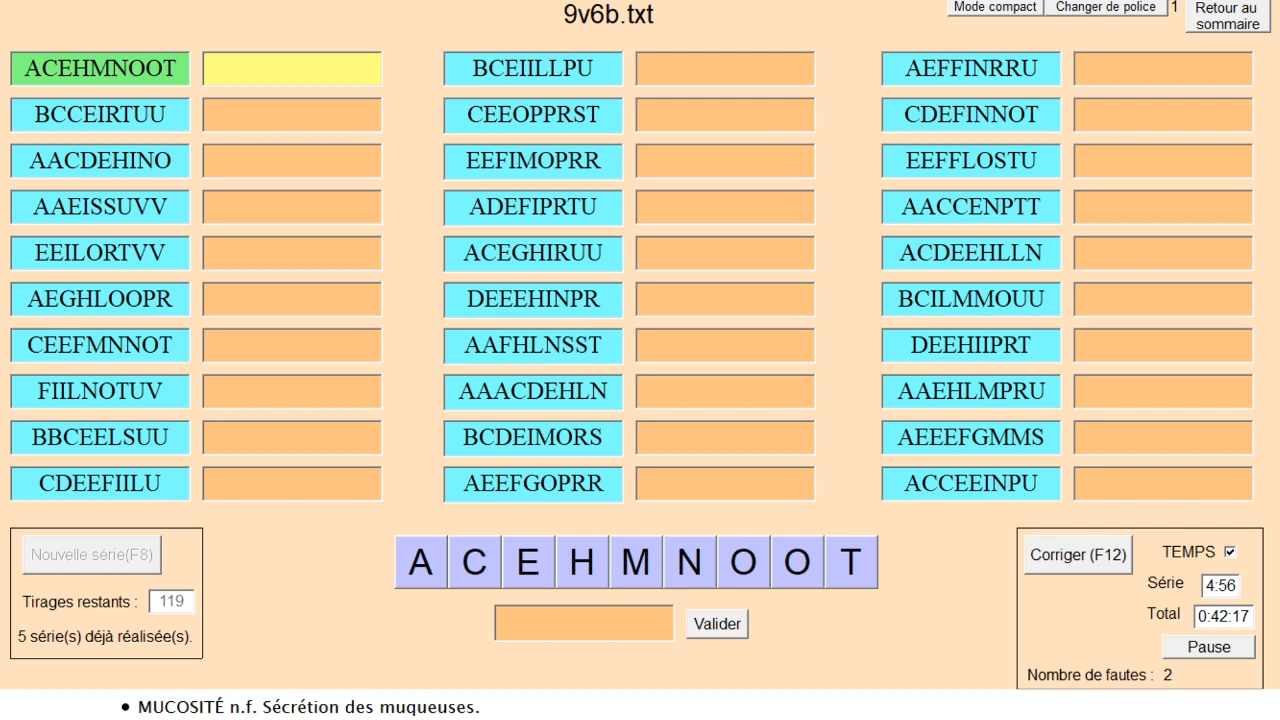 9v6b.txt
Mode compact Changer de police 1 Retour au sommaire
ACEHMNOOT BCEIILLPU AEFFINRRU
BCCEIRTUU CEEOPPRST CDEFINNOT
AACDEHINO EEFIMOPRR EEFFLOSTU
AAEISSUVV ADEFIPRTU AACCENPTT
EEILORTVV ACEGHIRUU ACDEEHLLN
AEGHLOOPR DEEEHINPR BCILMMOUU
CEEFMNNOT AAFHLNSST DEEHIIPRT
FIILNOTUV AAACDEHLN AAEHLMPRU
BBCEELSUU BCDEIMORS AEEEFGMMS
CDEEFIILU AEEFGOPRR ACCEEINPU
Nouvelle série(F8)
Tirages restants : 119
5 série(s) déjà réalisée(s).
A C E H M N O O T
Valider
Corriger (F12) TEMPS
Série 4:56
Total 0:42:17
Pause
Nombre de fautes : 2
• MUCOSITÉ n.f. Sécrétion des muqueuses.